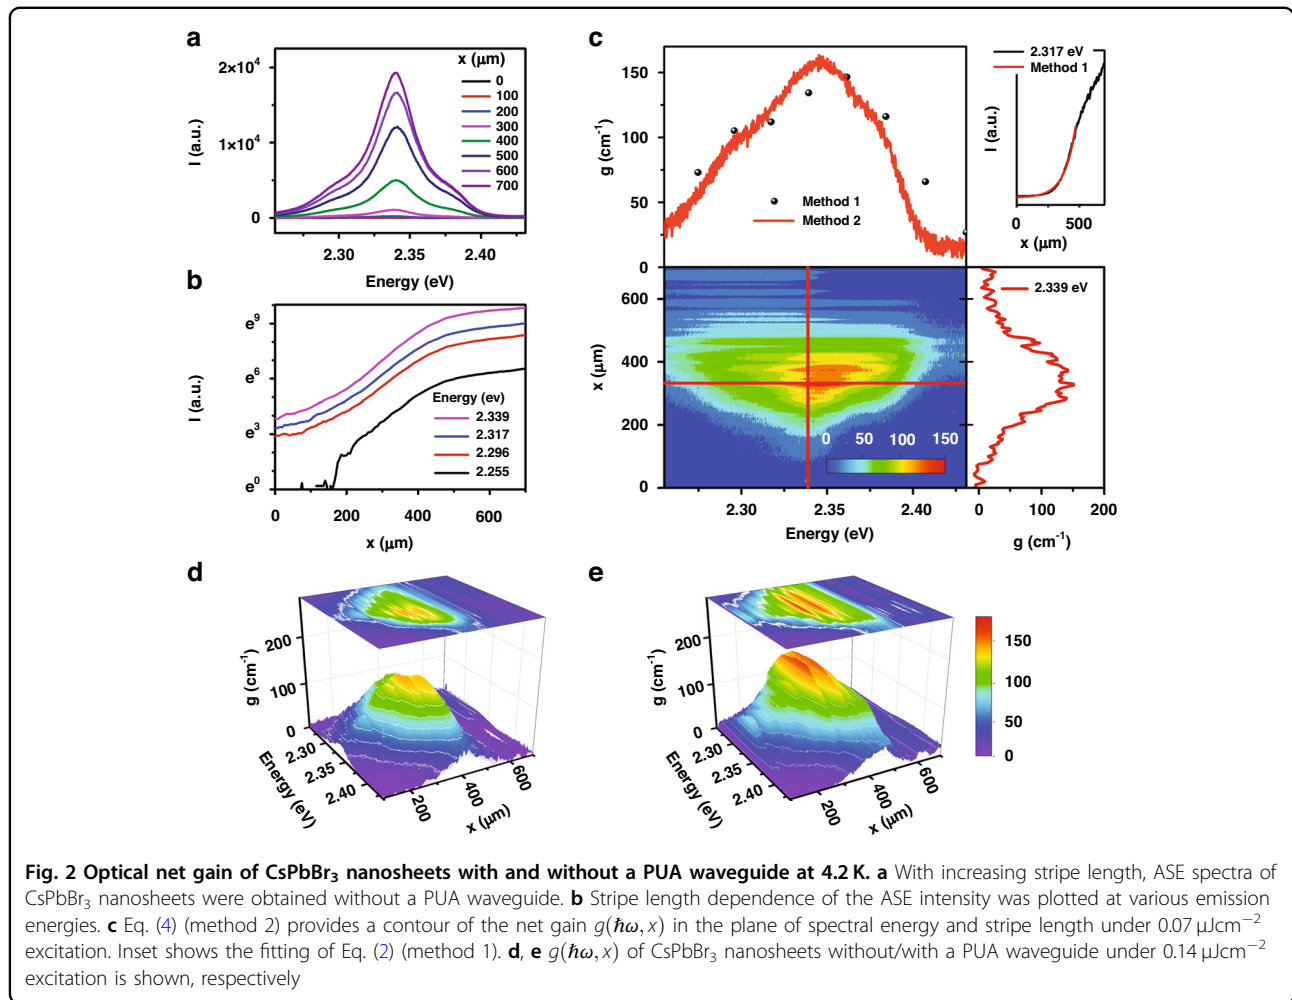 a
x (μm)
0
100
200
300
400
500
600
700
2×10⁴
1×10⁴
0
I (a.u.)
2.30 2.35 2.40
Energy (eV)
b
e⁹
e⁶
e³
e⁰
I (a.u.)
Energy (ev)
2.339
2.317
2.296
2.255
0 200 400 600
x (μm)
c
150
100
50
0
g (cm⁻¹)
Method 1
Method 2
2.317 eV
Method 1
I (a.u.)
0 500
x (μm)
600
400
200
0
x (μm)
0 50 100 150
2.30 2.35 2.40
Energy (eV)
2.339 eV
0 100 200
g (cm⁻¹)
d
200
100
0
g (cm⁻¹)
2.30
2.35
2.40
Energy (eV)
200
400
600
x (μm)
e
200
100
0
g (cm⁻¹)
2.30
2.35
2.40
Energy (eV)
200
400
600
x (μm)
150
100
50
0
Fig. 2 Optical net gain of CsPbBr₃ nanosheets with and without a PUA waveguide at 4.2 K. a With increasing stripe length, ASE spectra of
CsPbBr₃ nanosheets were obtained without a PUA waveguide. b Stripe length dependence of the ASE intensity was plotted at various emission
energies. c Eq. (4) (method 2) provides a contour of the net gain g(ℏω, x) in the plane of spectral energy and stripe length under 0.07 μJcm⁻²
excitation. Inset shows the fitting of Eq. (2) (method 1). d, e g(ℏω, x) of CsPbBr₃ nanosheets without/with a PUA waveguide under 0.14 μJcm⁻²
excitation is shown, respectively